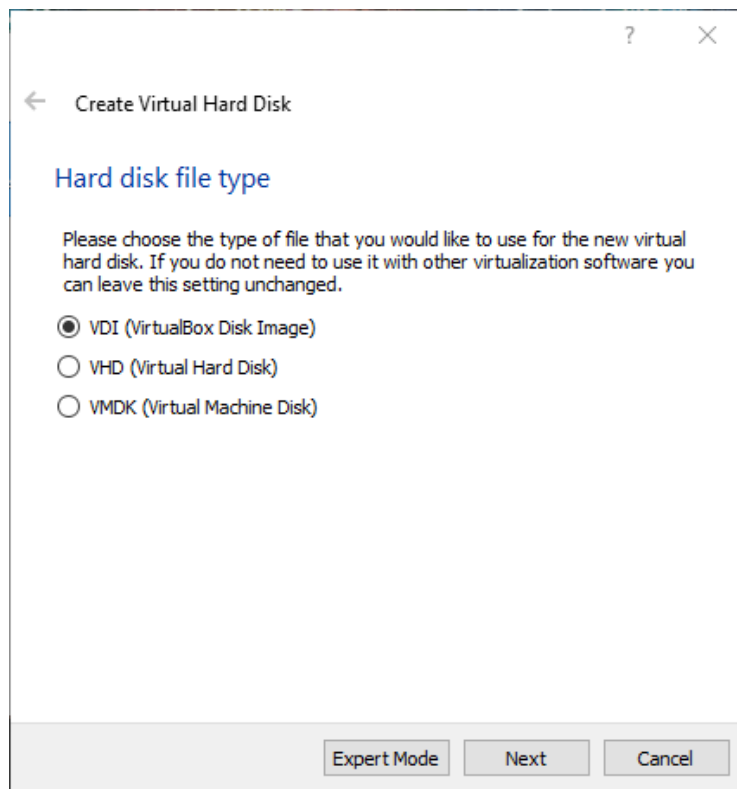 ?
Create Virtual Hard Disk
Hard disk file type
Please choose the type of file that you would like to use for the new virtual
hard disk. If you do not need to use it with other virtualization software you
can leave this setting unchanged.
VDI (VirtualBox Disk Image)
VHD (Virtual Hard Disk)
VMDK (Virtual Machine Disk)
Expert Mode Next Cancel